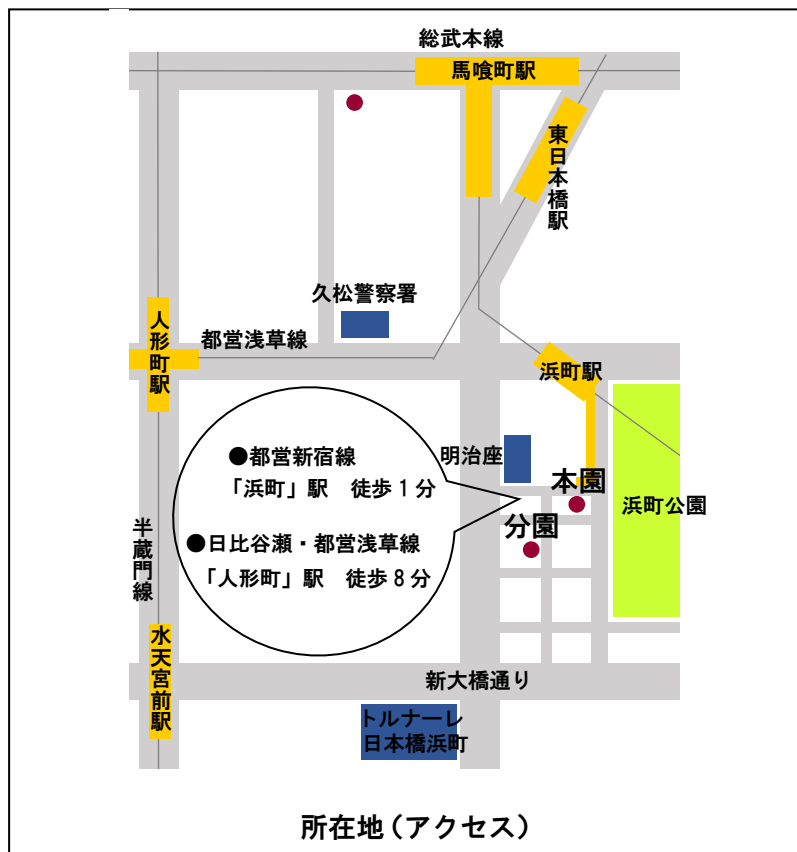 総武本線
馬喰町駅
東日本橋駅
久松警察署
人形町駅
都営浅草線
浜町駅
●都営新宿線
「浜町」駅 徒歩1分
●日比谷瀬・都営浅草線
「人形町」駅 徒歩8分
明治座
本園
分園
浜町公園
半蔵門線
水天宮前駅
新大橋通り
トルナーレ
日本橋浜町
所在地(アクセス)